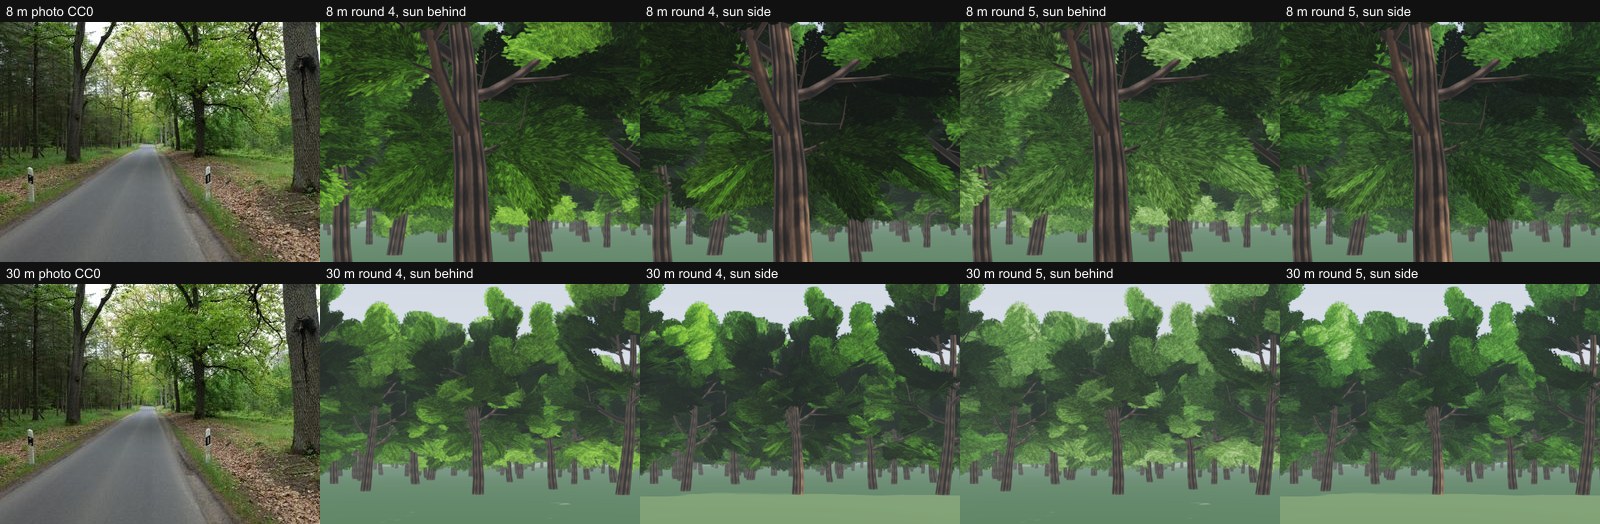 8 m photo CC0
8 m round 4, sun behind
8 m round 4, sun side
8 m round 5, sun behind
8 m round 5, sun side
30 m photo CC0
30 m round 4, sun behind
30 m round 4, sun side
30 m round 5, sun behind
30 m round 5, sun side